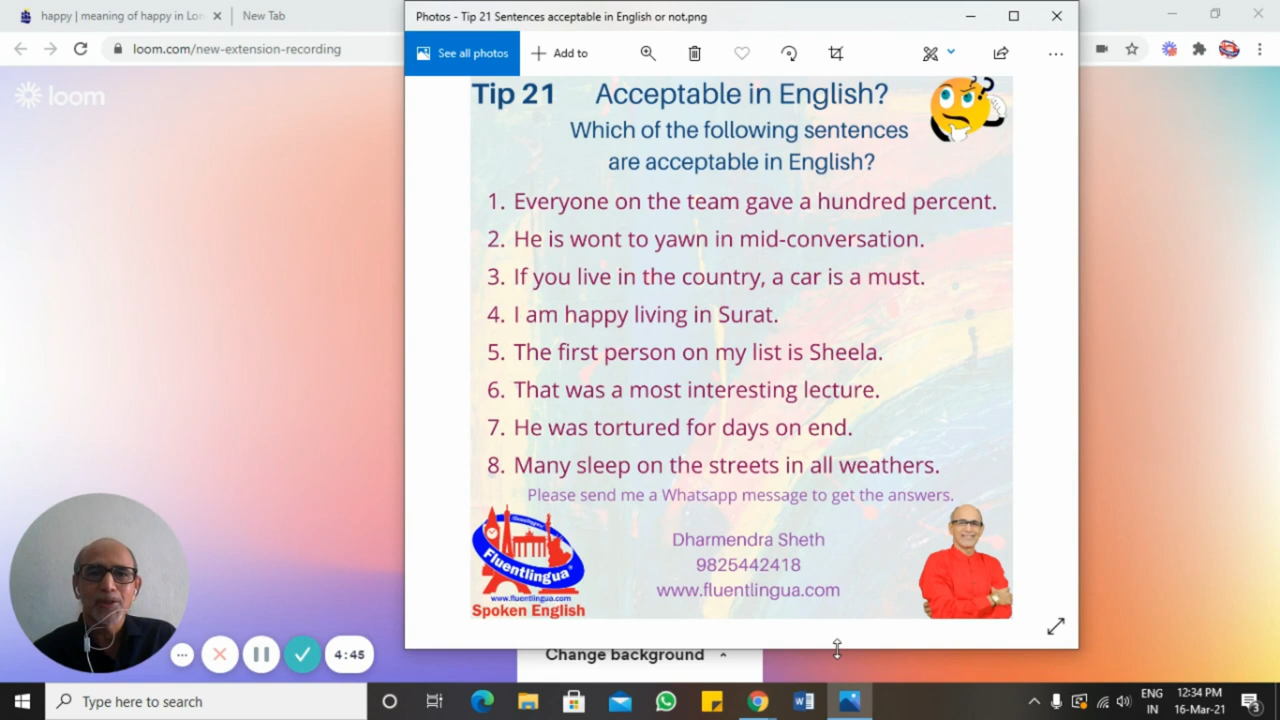 happy | meaning of happy in Lon
New Tab
loom.com/new-extension-recording
loom
Photos - Tip 21 Sentences acceptable in English or not.png
See all photos
Add to
Tip 21 Acceptable in English?
Which of the following sentences
are acceptable in English?
1. Everyone on the team gave a hundred percent.
2. He is wont to yawn in mid-conversation.
3. If you live in the country, a car is a must.
4. I am happy living in Surat.
5. The first person on my list is Sheela.
6. That was a most interesting lecture.
7. He was tortured for days on end.
8. Many sleep on the streets in all weathers.
Please send me a Whatsapp message to get the answers.
Fluentlingua
www.fluentlingua.com
Spoken English
Dharmendra Sheth
9825442418
www.fluentlingua.com
4:45
Change background
Type here to search
ENG
IN
12:34 PM
16-Mar-21
3